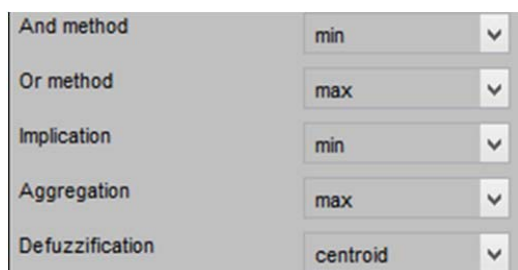 And method min
Or method max
Implication min
Aggregation max
Defuzzification centroid